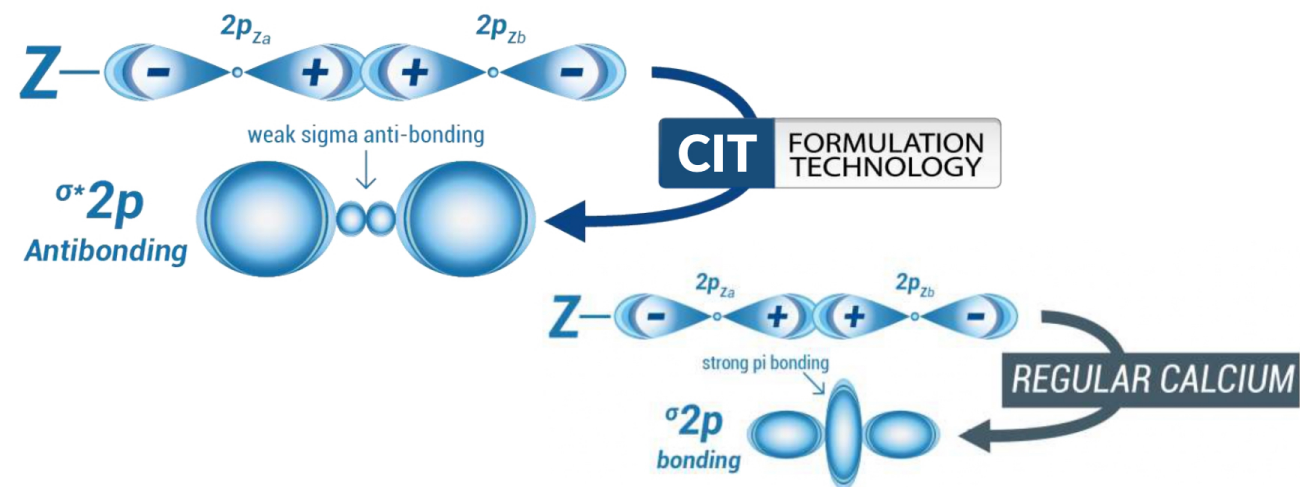 2pZa 2pZb
Z - + + -
weak sigma anti-bonding
CIT FORMULATION
TECHNOLOGY
σ*2p
Antibonding
2pZa 2pZb
Z - + + -
strong pi bonding
REGULAR CALCIUM
σ2p
bonding